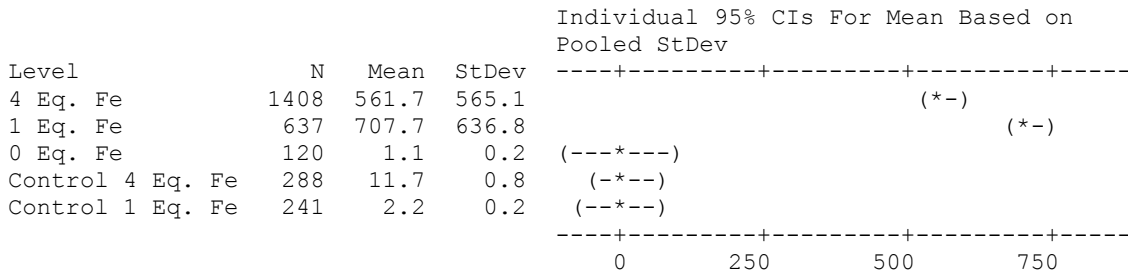 Individual 95% CIs For Mean Based on
                                     Pooled StDev
Level               N   Mean  StDev  ----+---------+---------+---------+-----
4 Eq. Fe         1408  561.7  565.1                           (*-)
1 Eq. Fe          637  707.7  636.8                                 (*-)
0 Eq. Fe          120    1.1    0.2  (---*---)
Control 4 Eq. Fe  288   11.7    0.8    (-*--)
Control 1 Eq. Fe  241    2.2    0.2   (--*--)
                                     ----+---------+---------+---------+-----
                                         0       250       500       750